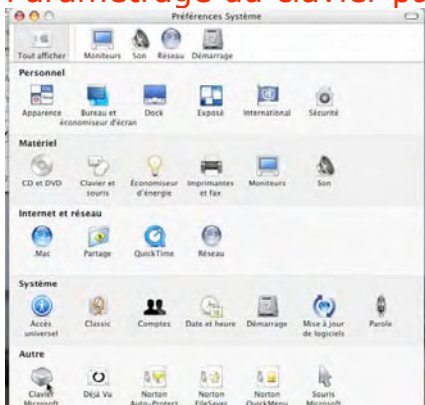 Paramétrage du clavier pa
Préférences Système
Tout afficher Moniteurs Son Réseau Démarrage
Personnel
Apparence Bureau et économiseur d'écran Dock Exposé International Sécurité
Matériel
CD et DVD Clavier et souris Économiseur d'énergie Imprimantes et fax Moniteurs Son
Internet et réseau
.Mac Partage QuickTime Réseau
Système
Accès universel Classic Comptes Date et heure Démarrage Mise à jour de logiciels Parole
Autre
Clavier Microsoft Déjà Vu Norton Auto-Protect Norton FileSaver Norton QuickMenu Souris Microsoft